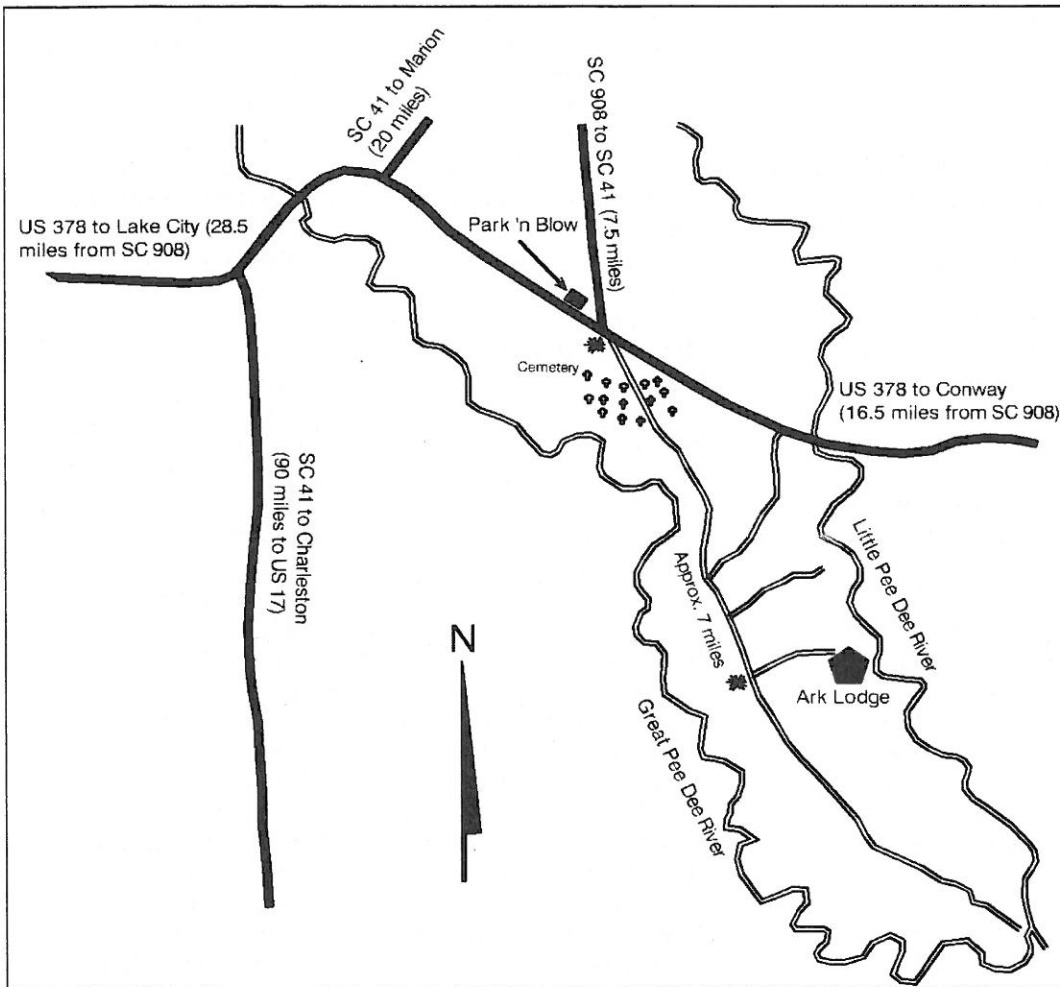 SC 41 to Marion
(20 miles)
SC 908 to SC 41 (7.5 miles)
US 378 to Lake City (28.5
miles from SC 908)
Park 'n Blow
Cemetery
US 378 to Conway
(16.5 miles from SC 908)
SC 41 to Charleston
(90 miles to US 17)
Approx. 7 miles
Little Pee Dee River
N
Ark Lodge
Great Pee Dee River